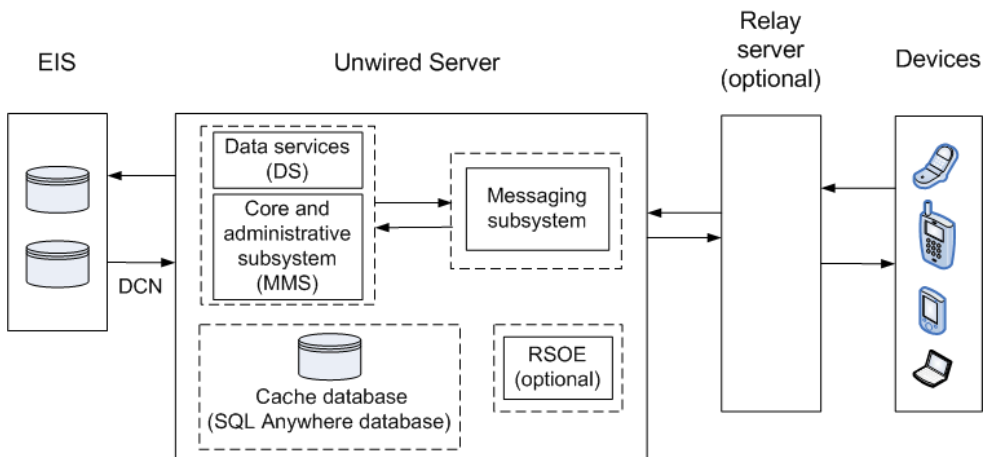 EIS
Unwired Server
Relay
server
(optional)
Devices
Data services
(DS)
Core and
administrative
subsystem
(MMS)
Messaging
subsystem
DCN
Cache database
(SQL Anywhere database)
RSOE
(optional)